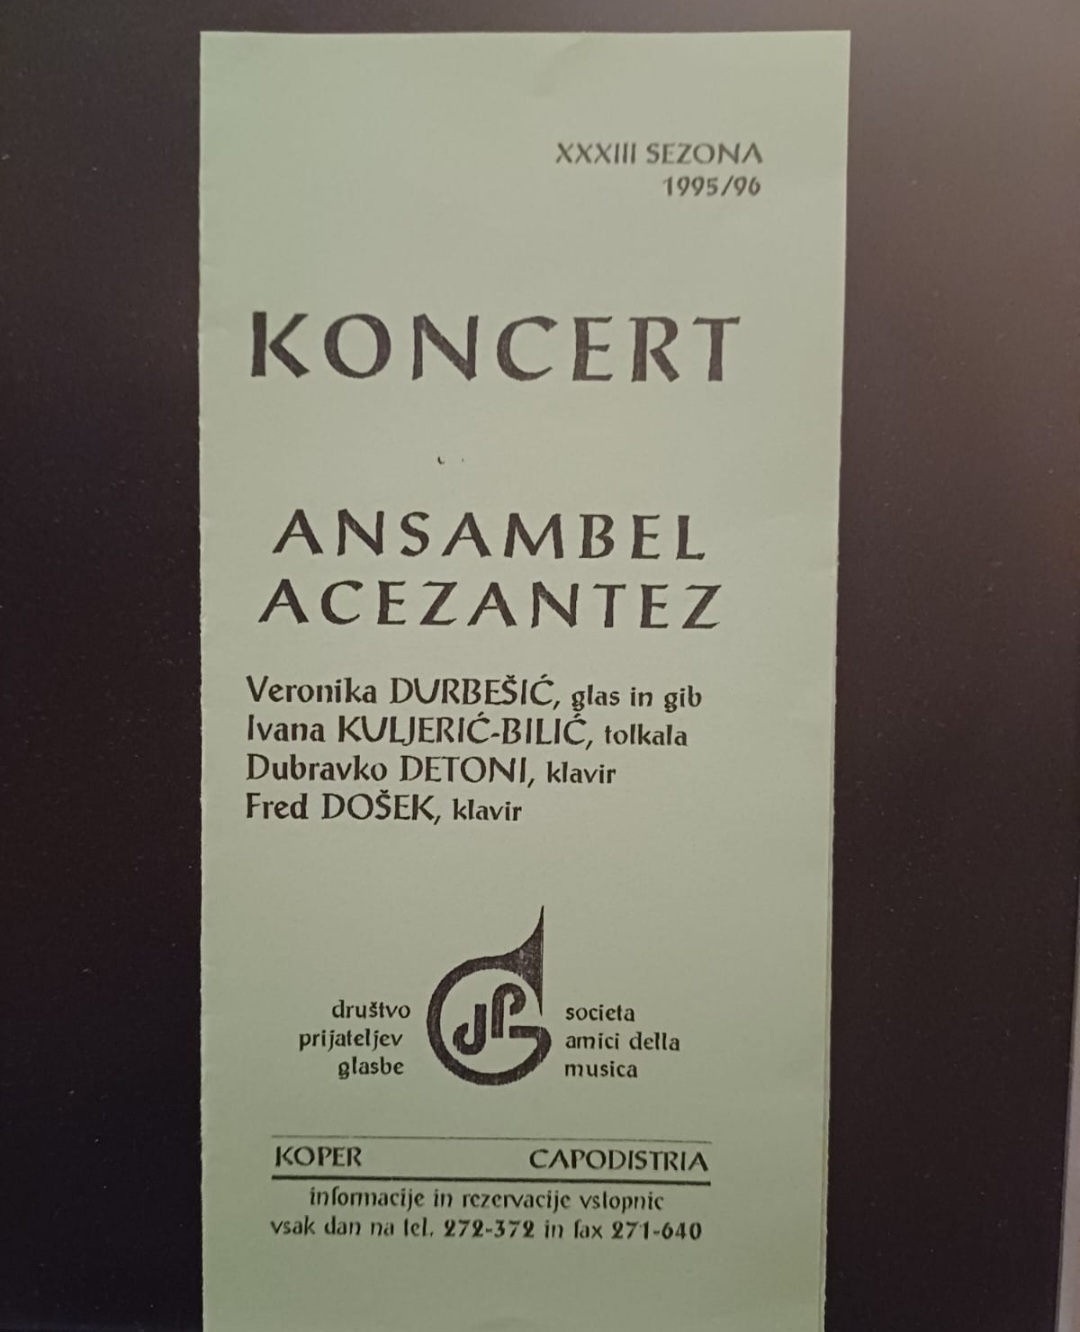 XXXIII SEZONA
1995/96
KONCERT
ANSAMBEL
ACEZANTEZ
Veronika DURBEŠIĆ, glas in gib
Ivana KULJERIĆ-BILIĆ, tolkala
Dubravko DETONI, klavir
Fred DOŠEK, klavir
društvo
prijateljev
glasbe
societa
amici della
musica
KOPER CAPODISTRIA
informacije in rezervacije vstopnic
vsak dan na tel. 272-372 in fax 271-640